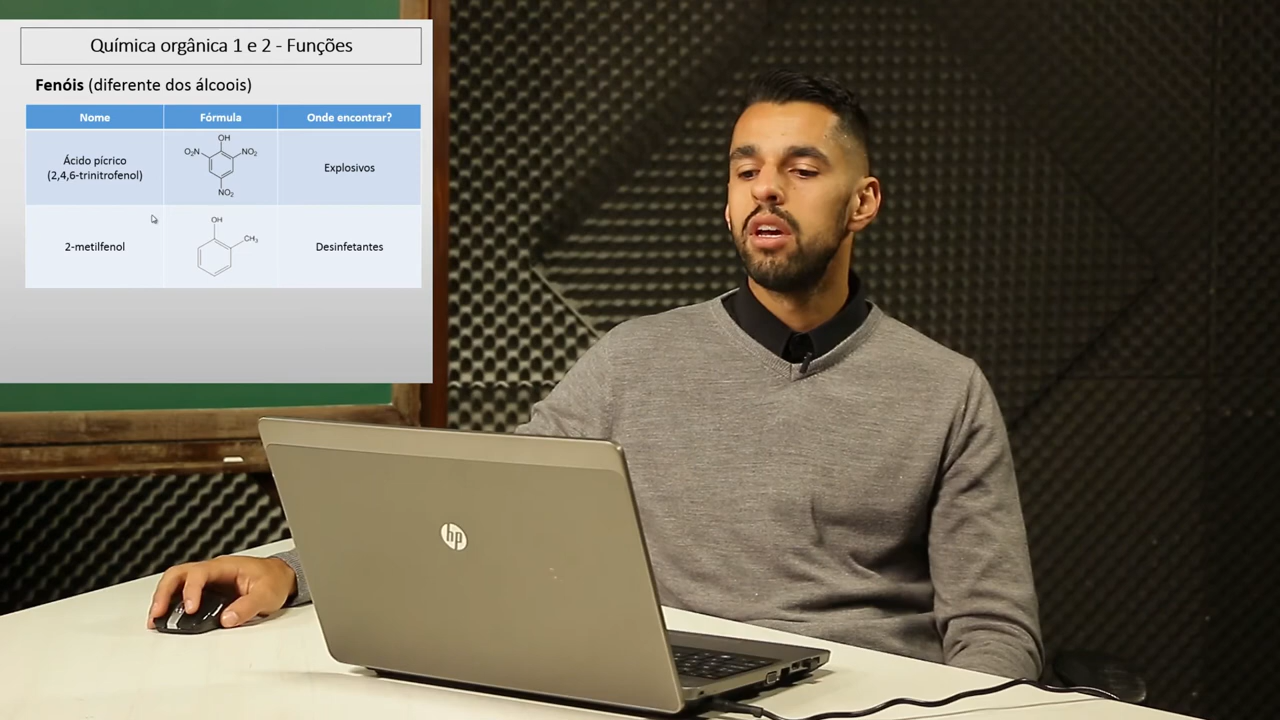 Química orgânica 1 e 2 - Funções
Fenóis (diferente dos álcoois)
Nome Fórmula Onde encontrar?
Ácido pícrico
(2,4,6-trinitrofenol)
OH
O₂N NO₂
NO₂
Explosivos
2-metilfenol
OH
CH₃
Desinfetantes
hp